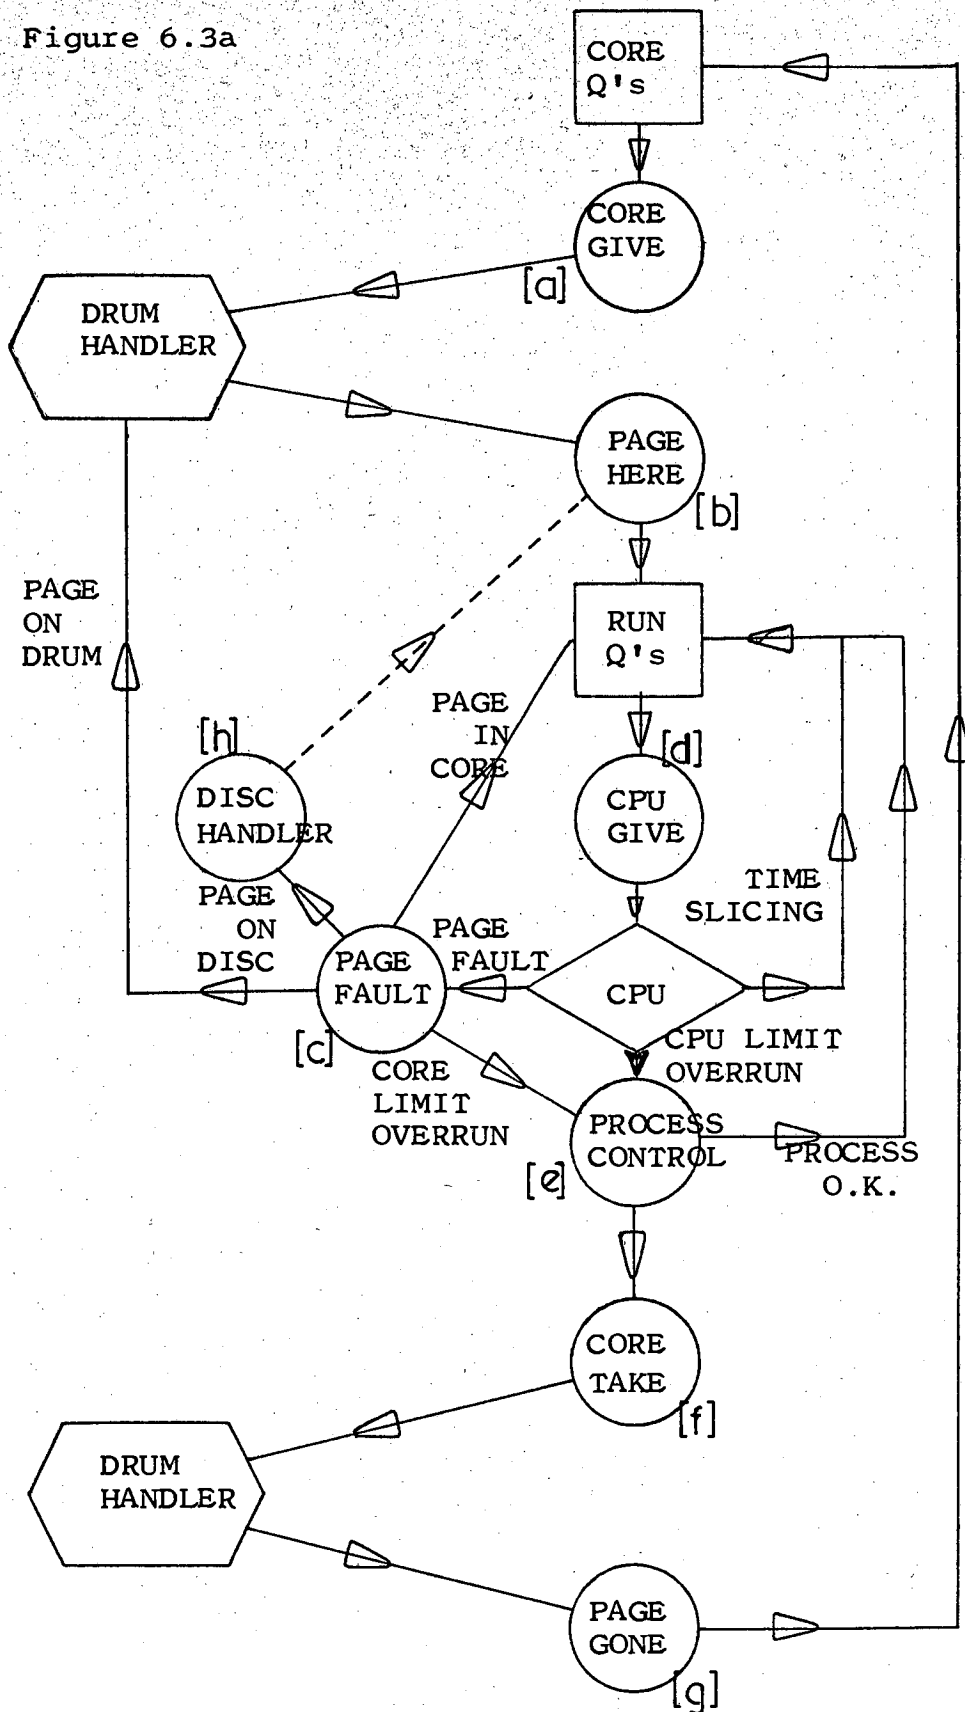 Figure 6.3a
CORE
Q's
CORE
GIVE
[a]
DRUM
HANDLER
PAGE
HERE
[b]
PAGE
ON
DRUM
RUN
Q's
PAGE
IN
CORE
[h]
[d]
DISC
HANDLER
CPU
GIVE
TIME
SLICING
PAGE
ON
DISC
PAGE
FAULT
PAGE
FAULT
CPU
[c]
CPU LIMIT
OVERRUN
CORE
LIMIT
OVERRUN
PROCESS
CONTROL
[e]
PROCESS
O.K.
CORE
TAKE
[f]
DRUM
HANDLER
PAGE
GONE
[g]